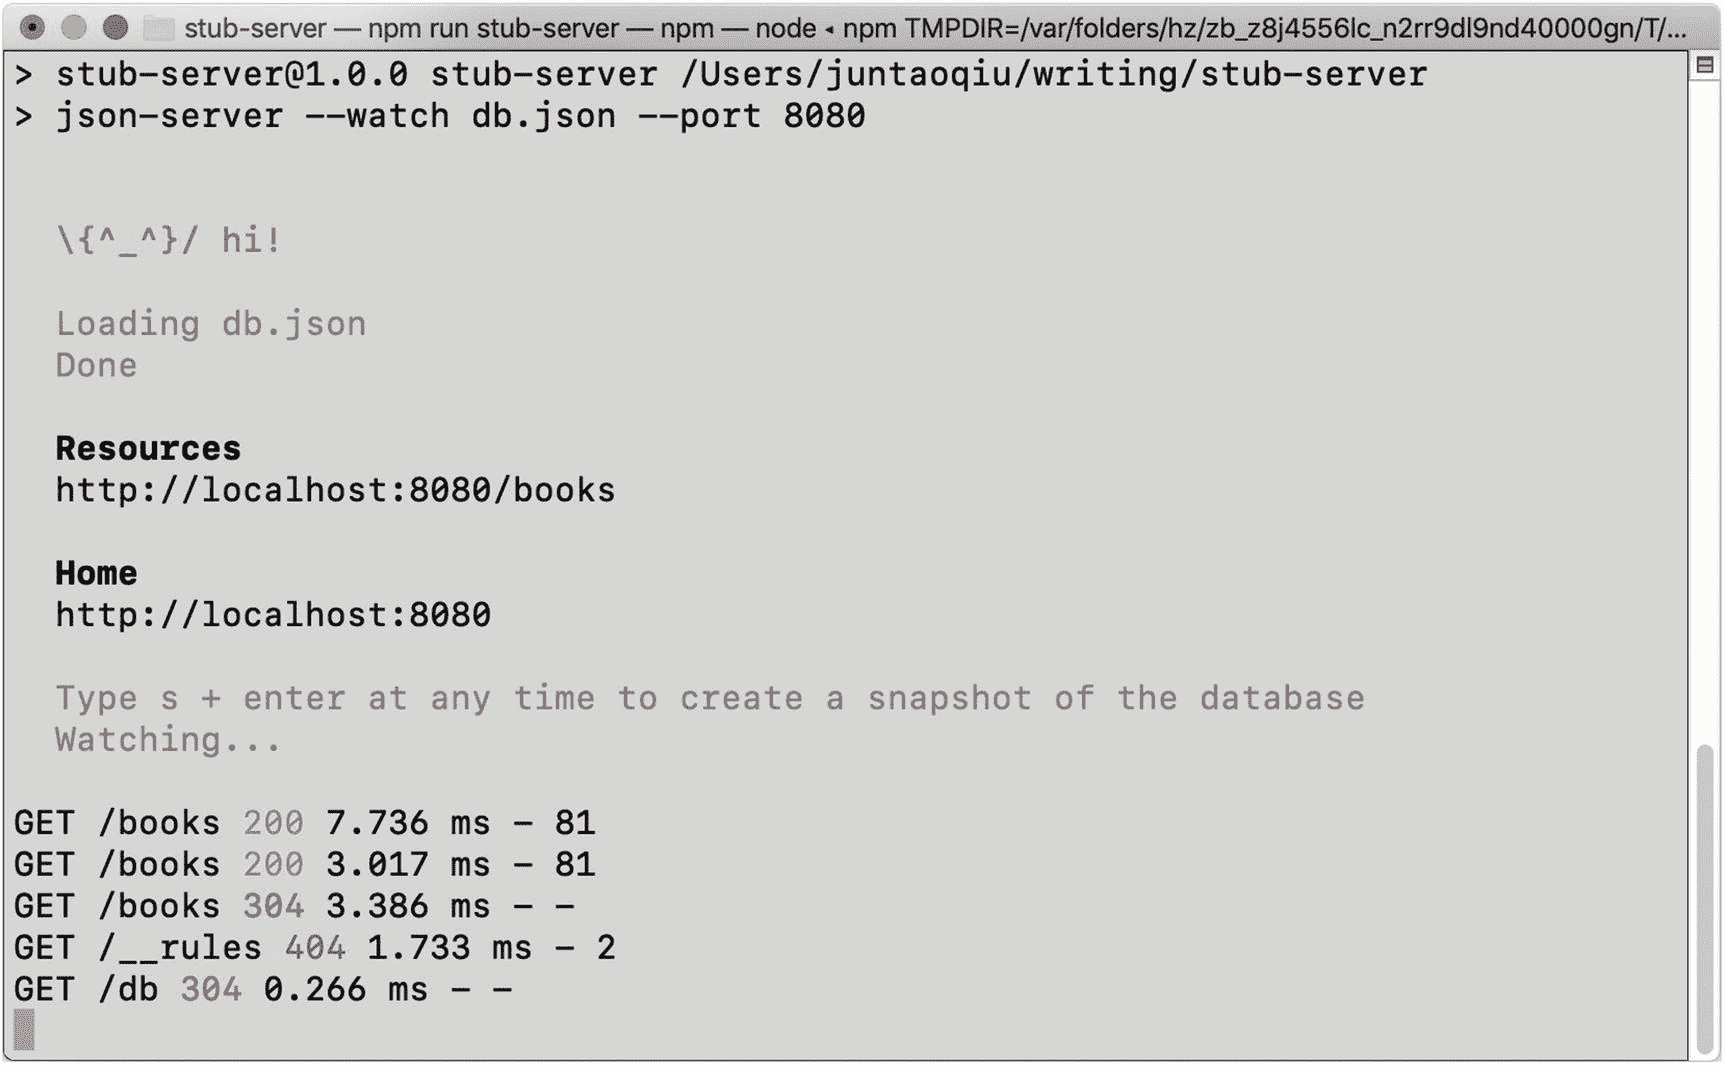 stub-server — npm run stub-server — npm — node ◂ npm TMPDIR=/var/folders/hz/zb_z8j4556lc_n2rr9dl9nd40000gn/T/...
> stub-server@1.0.0 stub-server /Users/juntaoqiu/writing/stub-server
> json-server --watch db.json --port 8080
\{^_^}/ hi!
Loading db.json
Done
Resources
http://localhost:8080/books
Home
http://localhost:8080
Type s + enter at any time to create a snapshot of the database
Watching...
GET /books 200 7.736 ms - 81
GET /books 200 3.017 ms - 81
GET /books 304 3.386 ms - -
GET /__rules 404 1.733 ms - 2
GET /db 304 0.266 ms - -